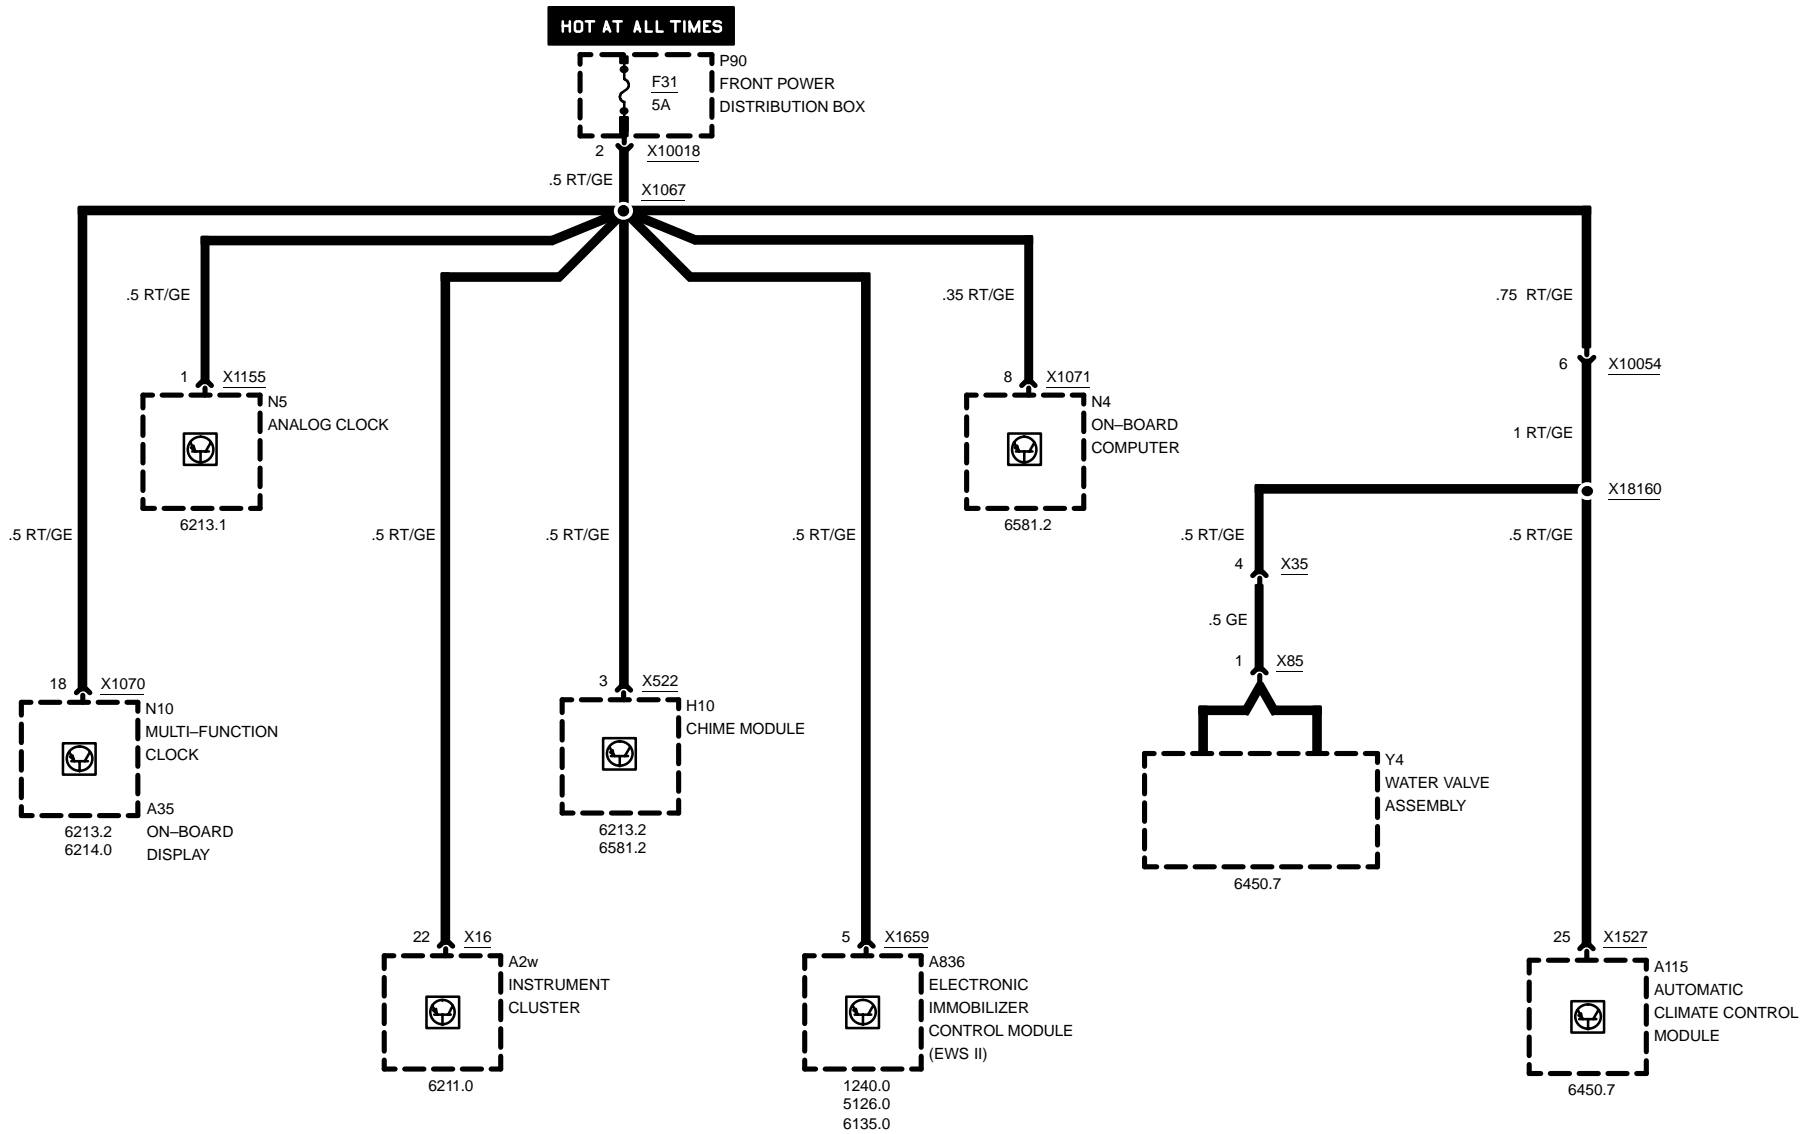 HOT AT ALL TIMES
P90
FRONT POWER
DISTRIBUTION BOX
F31
5A
2 X10018
.5 RT/GE
X1067
.5 RT/GE
.35 RT/GE
.75 RT/GE
6 X10054
1 X1155
N5
ANALOG CLOCK
6213.1
8 X1071
N4
ON–BOARD
COMPUTER
6581.2
1 RT/GE
X18160
.5 RT/GE
.5 RT/GE
.5 RT/GE
.5 RT/GE
.5 RT/GE
.5 RT/GE
4 X35
.5 GE
1 X85
18 X1070
N10
MULTI–FUNCTION
CLOCK
A35
ON–BOARD
DISPLAY
6213.2
6214.0
3 X522
H10
CHIME MODULE
6213.2
6581.2
Y4
WATER VALVE
ASSEMBLY
6450.7
22 X16
A2w
INSTRUMENT
CLUSTER
6211.0
5 X1659
A836
ELECTRONIC
IMMOBILIZER
CONTROL MODULE
(EWS II)
1240.0
5126.0
6135.0
25 X1527
A115
AUTOMATIC
CLIMATE CONTROL
MODULE
6450.7